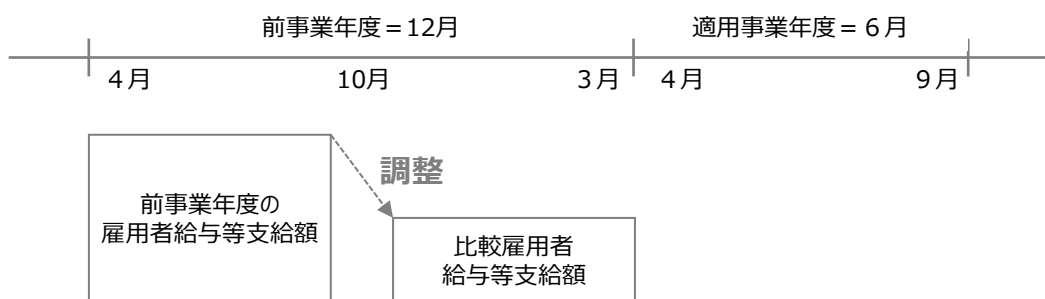 前事業年度＝12月
適用事業年度＝６月
４月
10月
３月
４月
９月
調整
前事業年度の
雇用者給与等支給額
比較雇用者
給与等支給額